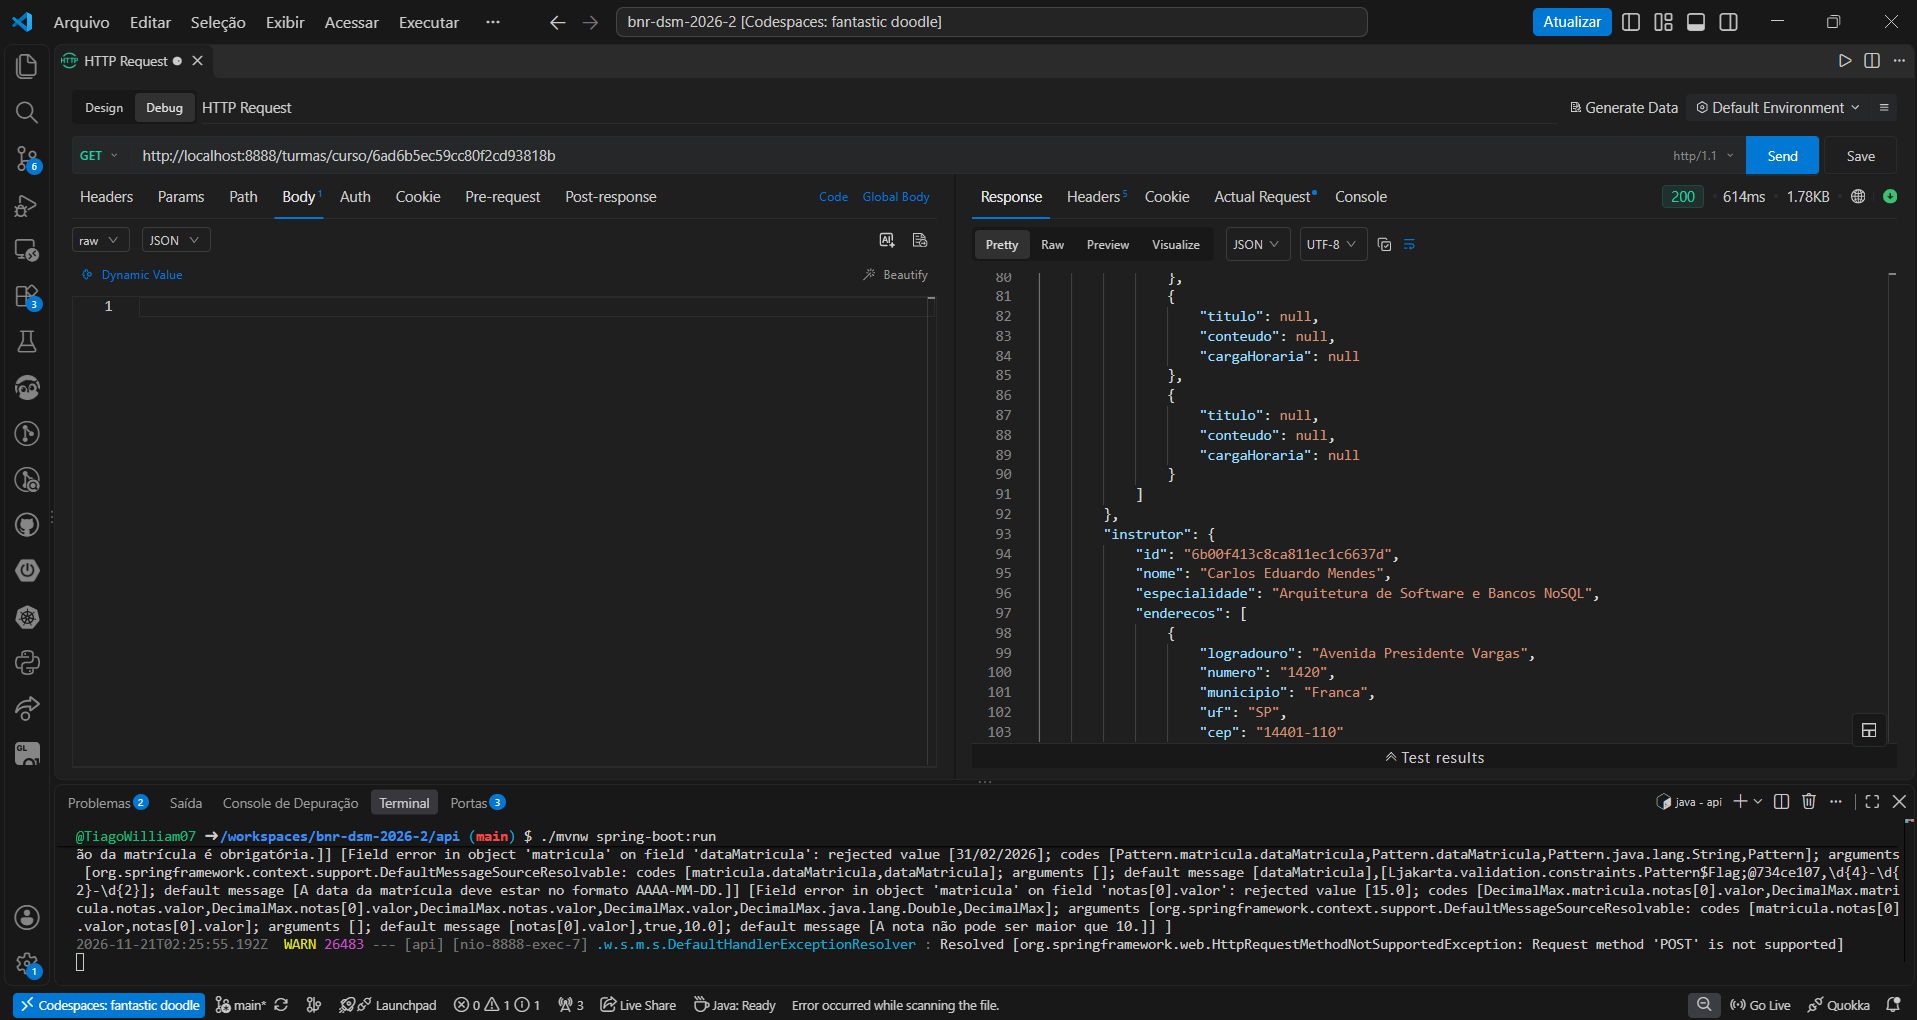 Arquivo Editar Seleção Exibir Acessar Executar ··· bnr-dsm-2026-2 [Codespaces: fantastic doodle] Atualizar
HTTP Request
Design Debug HTTP Request Generate Data Default Environment
GET http://localhost:8888/turmas/curso/6ad6b5ec59cc80f2cd93818b http/1.1 Send Save
Headers Params Path Body 1 Auth Cookie Pre-request Post-response Code Global Body
Response Headers 5 Cookie Actual Request Console 200 614ms 1.78KB
raw JSON
Pretty Raw Preview Visualize JSON UTF-8
Dynamic Value Beautify
1
80 },
81 {
82 "titulo": null,
83 "conteudo": null,
84 "cargaHoraria": null
85 },
86 {
87 "titulo": null,
88 "conteudo": null,
89 "cargaHoraria": null
90 }
91 ]
92 },
93 "instrutor": {
94 "id": "6b00f413c8ca811ec1c6637d",
95 "nome": "Carlos Eduardo Mendes",
96 "especialidade": "Arquitetura de Software e Bancos NoSQL",
97 "enderecos": [
98 {
99 "logradouro": "Avenida Presidente Vargas",
100 "numero": "1420",
101 "municipio": "Franca",
102 "uf": "SP",
103 "cep": "14401-110"
Test results
Problemas 2 Saída Console de Depuração Terminal Portas 3 java - api
@TiagoWilliam07 ➜ /workspaces/bnr-dsm-2026-2/api (main) $ ./mvnw spring-boot:run
ão da matrícula é obrigatória.]] [Field error in object 'matricula' on field 'dataMatricula': rejected value [31/02/2026]; codes [Pattern.matricula.dataMatricula,Pattern.dataMatricula,Pattern.java.lang.String,Pattern]; arguments
[org.springframework.context.support.DefaultMessageSourceResolvable: codes [matricula.dataMatricula,dataMatricula]; arguments []; default message [dataMatricula],[Ljakarta.validation.constraints.Pattern$Flag;@734ce107,\d{4}-\d{
2}-\d{2}]; default message [A data da matrícula deve estar no formato AAAA-MM-DD.]] [Field error in object 'matricula' on field 'notas[0].valor': rejected value [15.0]; codes [DecimalMax.matricula.notas[0].valor,DecimalMax.matri
cula.notas.valor,DecimalMax.notas[0].valor,DecimalMax.notas.valor,DecimalMax.valor,DecimalMax.java.lang.Double,DecimalMax]; arguments [org.springframework.context.support.DefaultMessageSourceResolvable: codes [matricula.notas[0]
.valor,notas[0].valor]; arguments []; default message [notas[0].valor],true,10.0]; default message [A nota não pode ser maior que 10.]] ]
2026-11-21T02:25:55.192Z WARN 26483 --- [api] [nio-8888-exec-7] .w.s.m.s.DefaultHandlerExceptionResolver : Resolved [org.springframework.web.HttpRequestMethodNotSupportedException: Request method 'POST' is not supported]
Codespaces: fantastic doodle main* Launchpad 0 1 1 3 Live Share Java: Ready Error occurred while scanning the file. Go Live Quokka